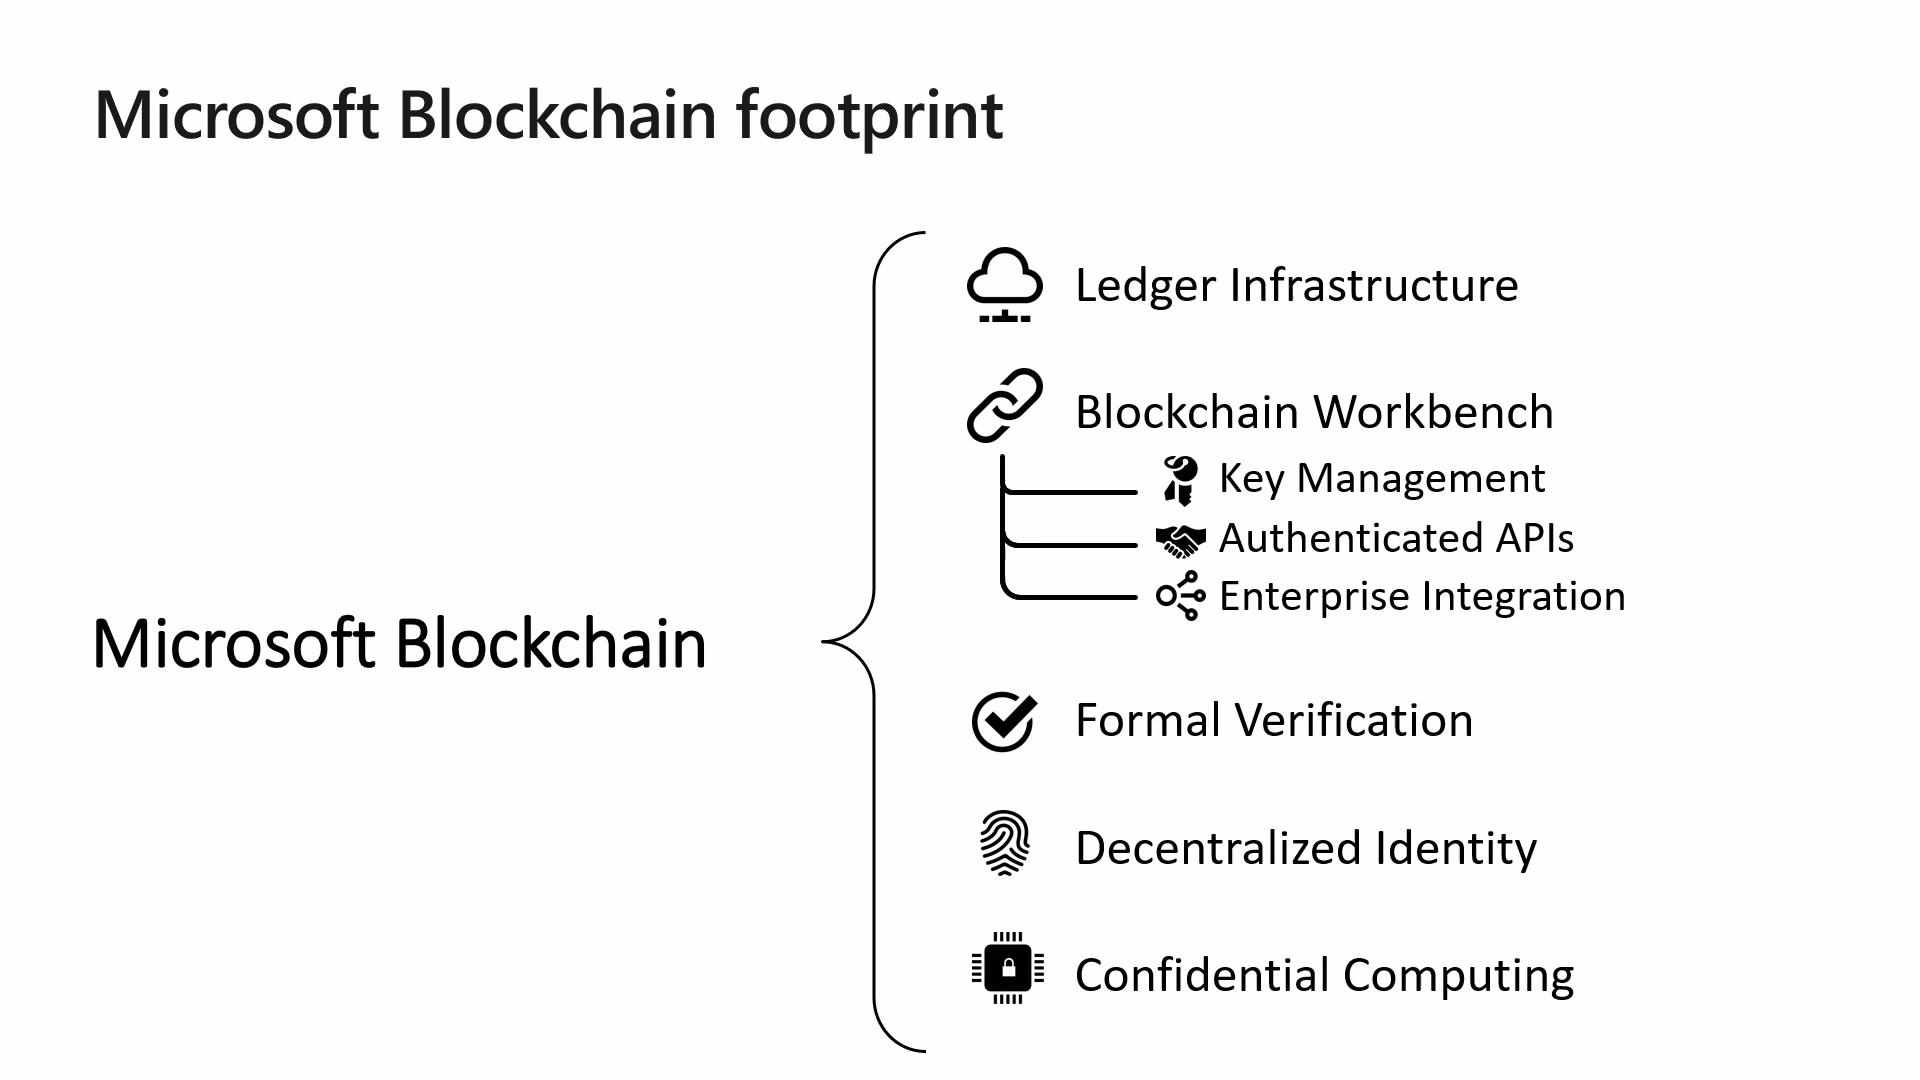 Microsoft Blockchain footprint
Microsoft Blockchain
Ledger Infrastructure
Blockchain Workbench
Key Management
Authenticated APIs
Enterprise Integration
Formal Verification
Decentralized Identity
Confidential Computing